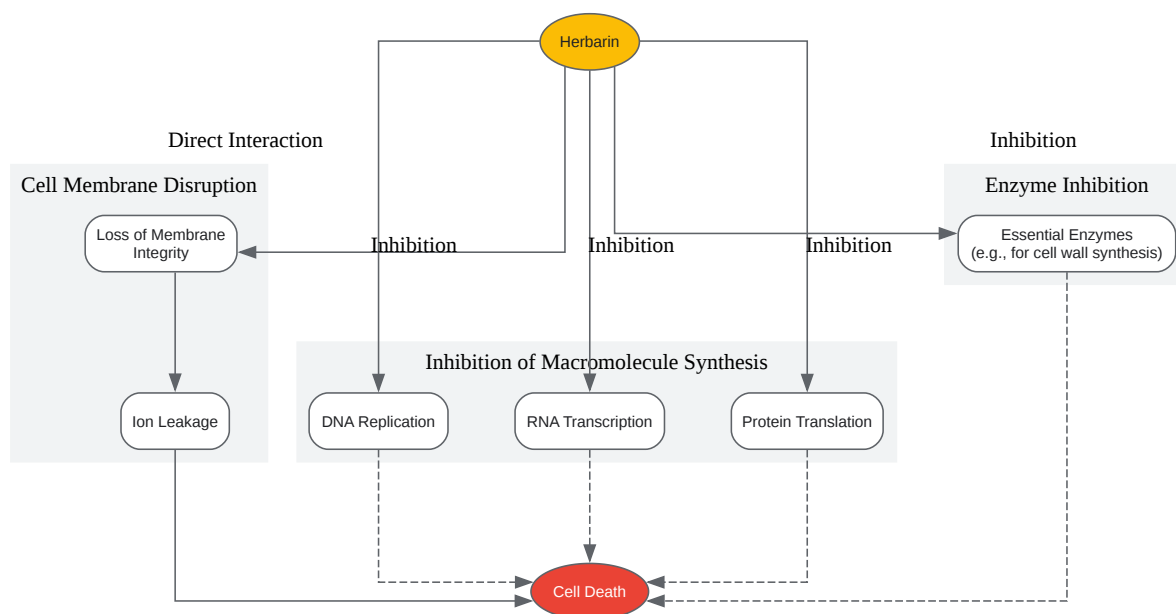 Herbarin
Direct Interaction
Inhibition
Cell Membrane Disruption
Enzyme Inhibition
Loss of Membrane
Integrity
Inhibition
Inhibition
Inhibition
Essential Enzymes
(e.g., for cell wall synthesis)
Inhibition of Macromolecule Synthesis
Ion Leakage
DNA Replication
RNA Transcription
Protein Translation
Cell Death